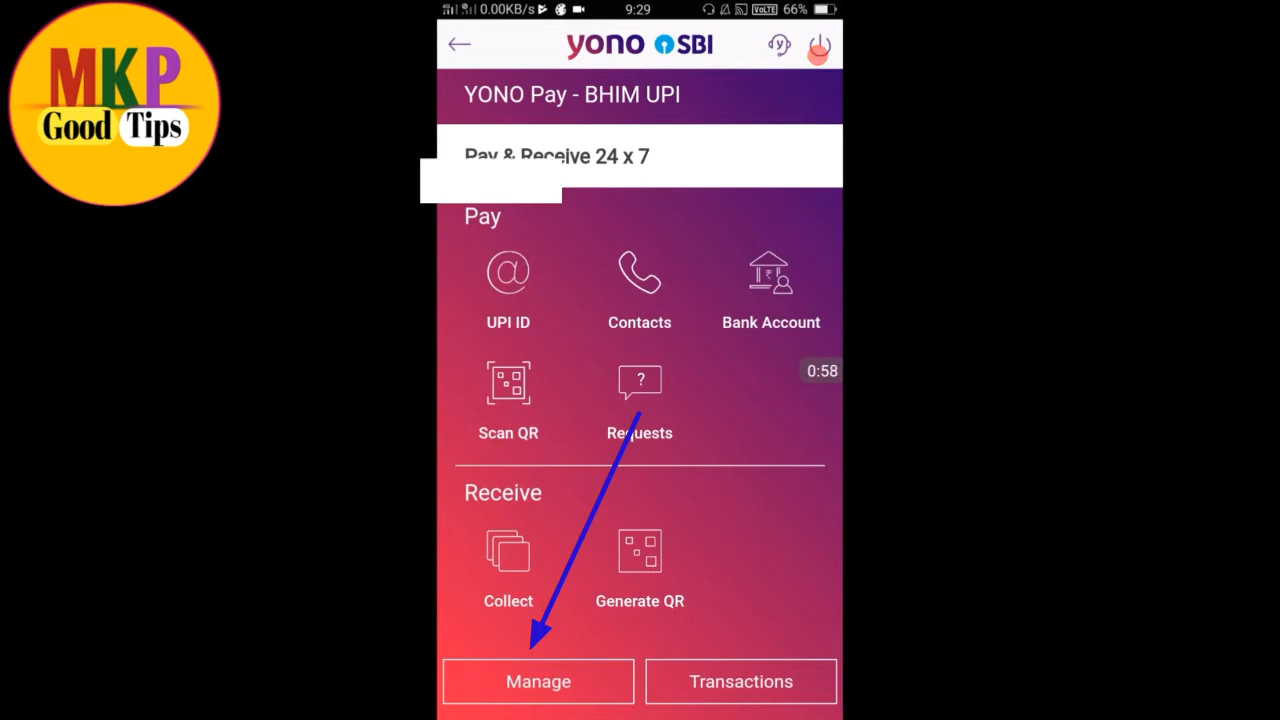 MKP
Good Tips
0.00KB/s 9:29 VoLTE 66%
yono SBI
YONO Pay - BHIM UPI
Pay & Receive 24 x 7
Pay
UPI ID Contacts Bank Account
0:58
Scan QR Requests
Receive
Collect Generate QR
Manage Transactions